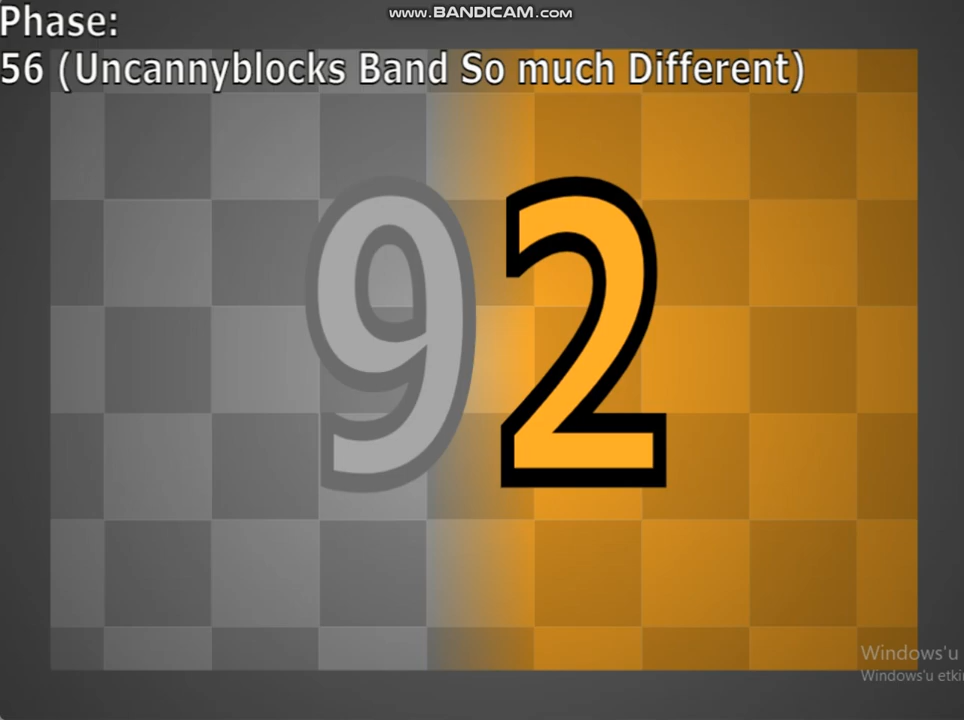 www.BANDICAM.com
Phase:
56 (Uncannyblocks Band So much Different)
92
Windows'u
Windows'u etki